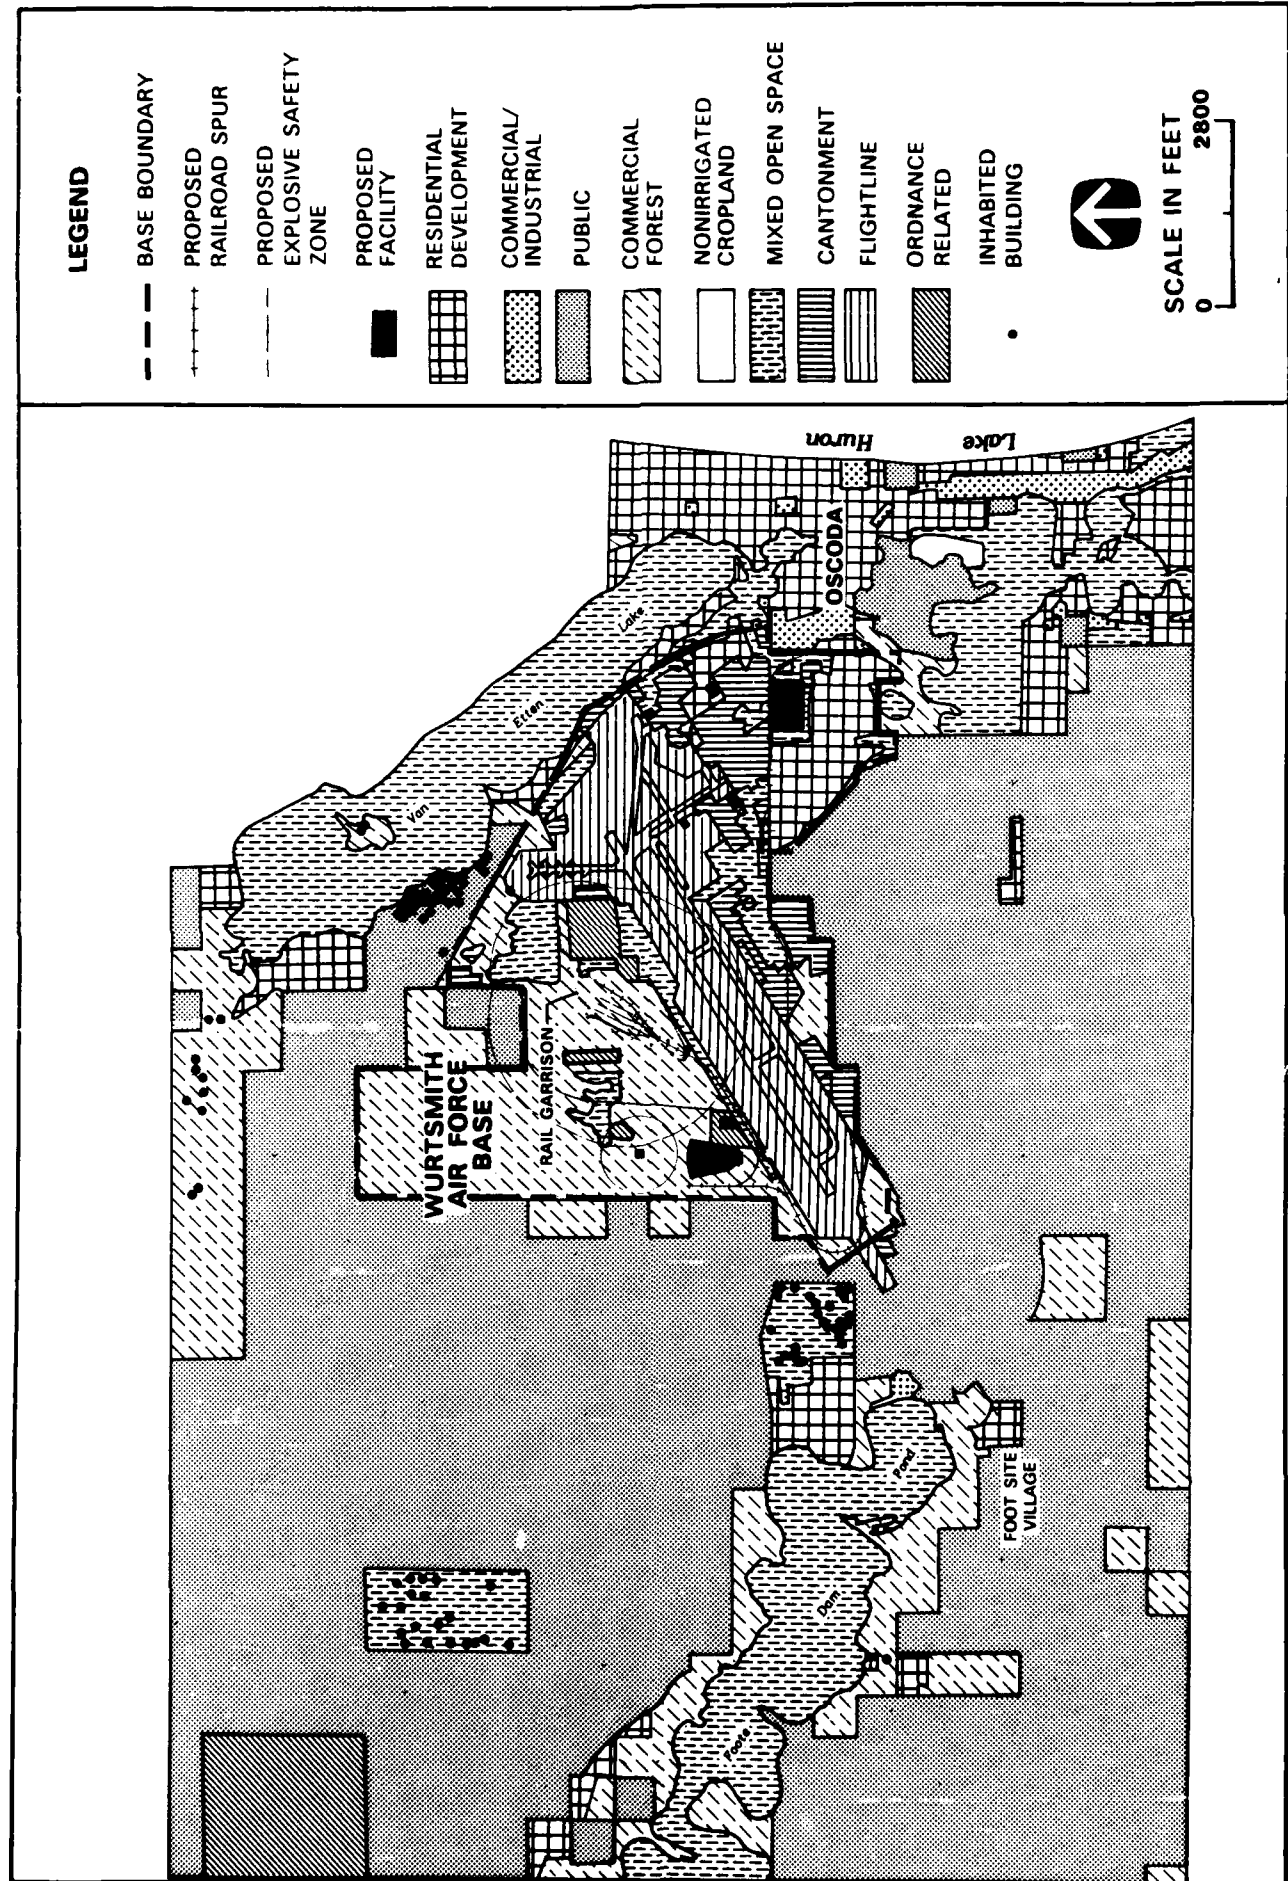 LEGEND
BASE BOUNDARY
PROPOSED
RAILROAD SPUR
PROPOSED
EXPLOSIVE SAFETY
ZONE
PROPOSED
FACILITY
RESIDENTIAL
DEVELOPMENT
COMMERCIAL/
INDUSTRIAL
PUBLIC
COMMERCIAL
FOREST
NONIRRIGATED
CROPLAND
MIXED OPEN SPACE
CANTONMENT
FLIGHTLINE
ORDNANCE
RELATED
INHABITED
BUILDING
SCALE IN FEET
0 2800
Lake
Huron
OSCODA
Van
Etten
Lake
WURTSMITH
AIR FORCE
BASE
RAIL GARRISON
Foote
Dam
Pond
FOOT SITE
VILLAGE